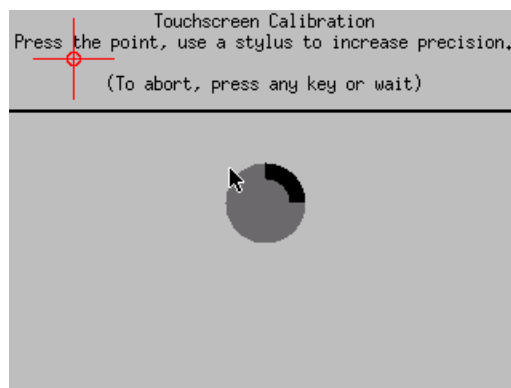 Touchscreen Calibration
Press the point, use a stylus to increase precision.
(To abort, press any key or wait)